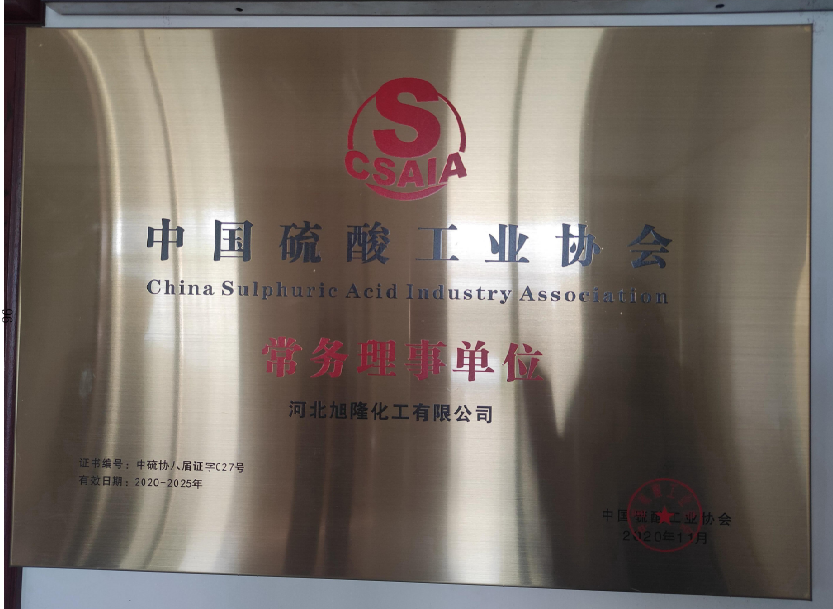 S
CSAIA
中国硫酸工业协会
China Sulphuric Acid Industry Association
常务理事单位
河北旭隆化工有限公司
证书编号：中硫协八届证字027号
有效日期：2020-2025年
中国硫酸工业协会
2020年11月
96